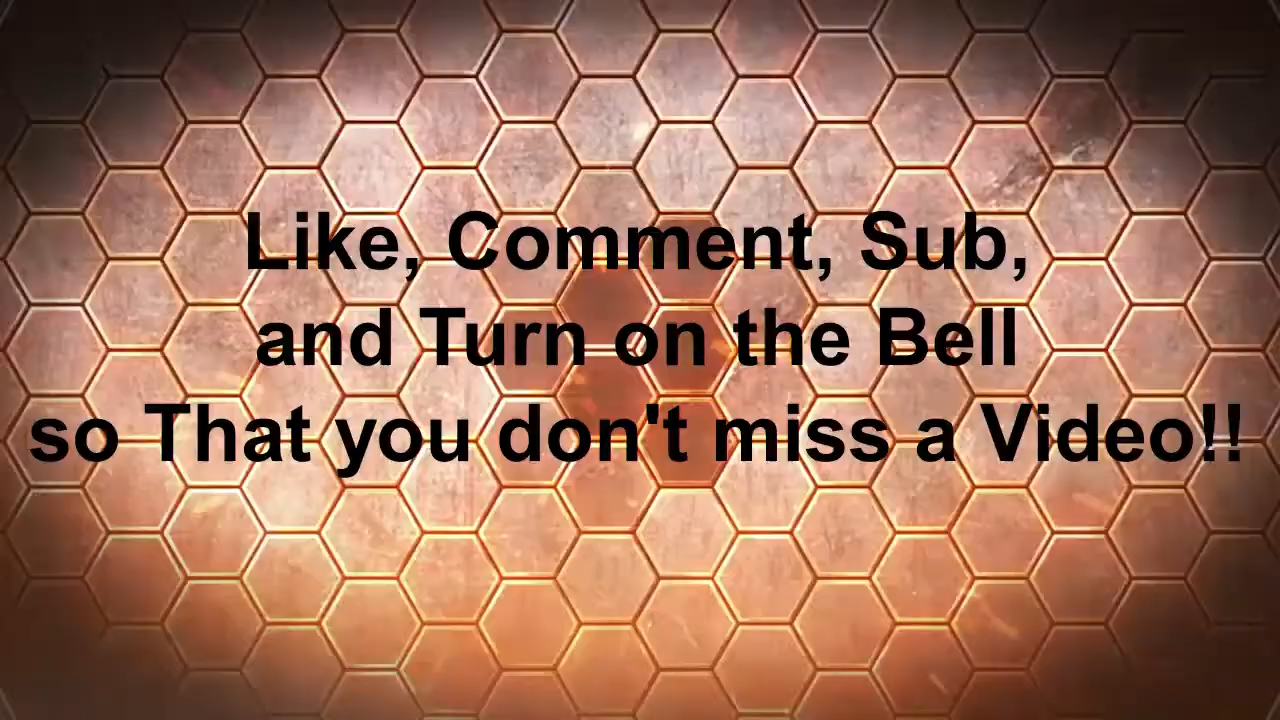 Like, Comment, Sub,
and Turn on the Bell
so That you don't miss a Video!!